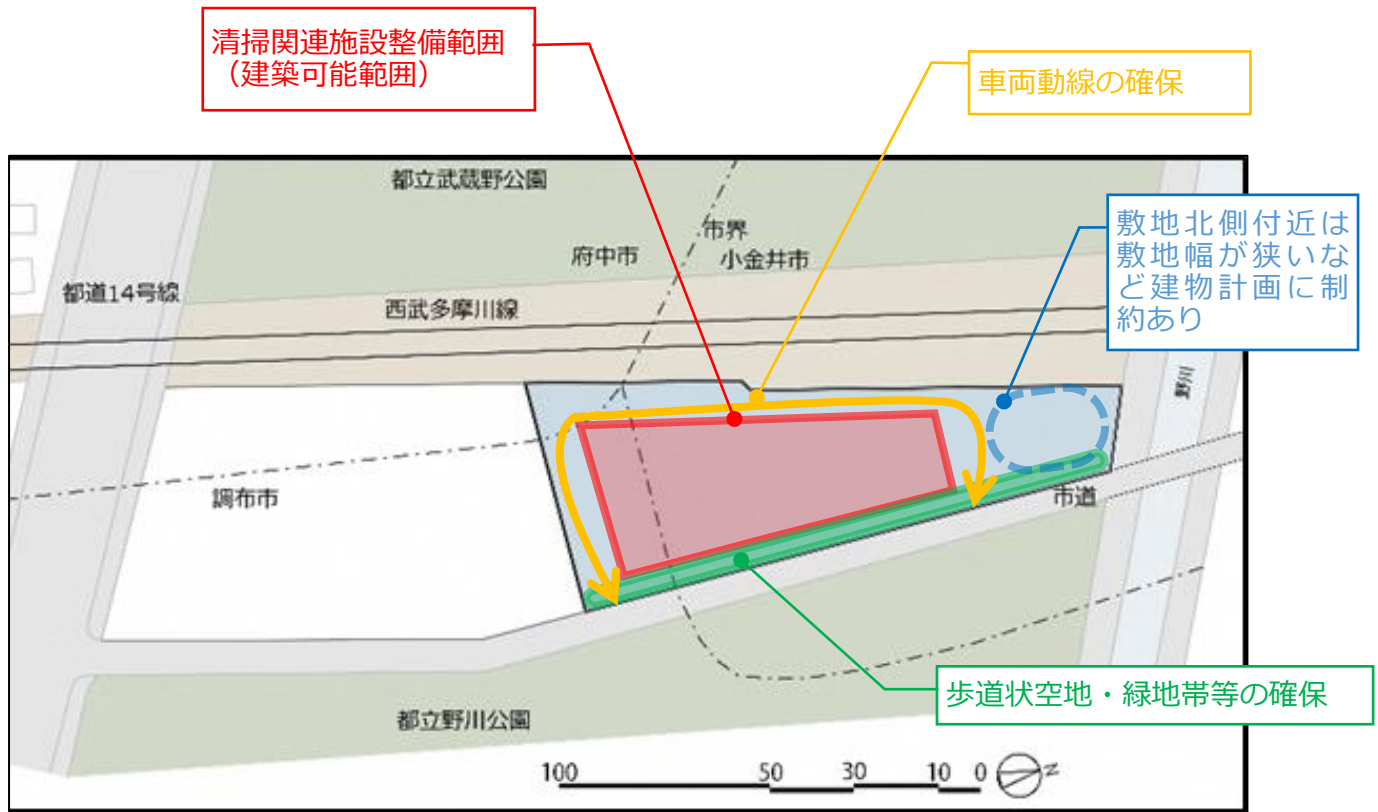 清掃関連施設整備範囲
（建築可能範囲）
車両動線の確保
都立武蔵野公園
敷地北側付近は
敷地幅が狭いな
ど建物計画に制
約あり
市界
府中市
小金井市
都道14号線
西武多摩川線
野川
調布市
市道
歩道状空地・緑地帯等の確保
都立野川公園
100 50 30 10 0 N